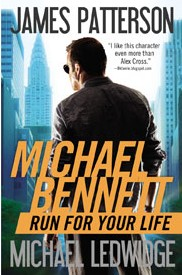 JAMES PATTERSON
"I like this character
even more than
Alex Cross."
MICHAEL
BENNETT
RUN FOR YOUR LIFE
MICHAEL LEDWIDGE